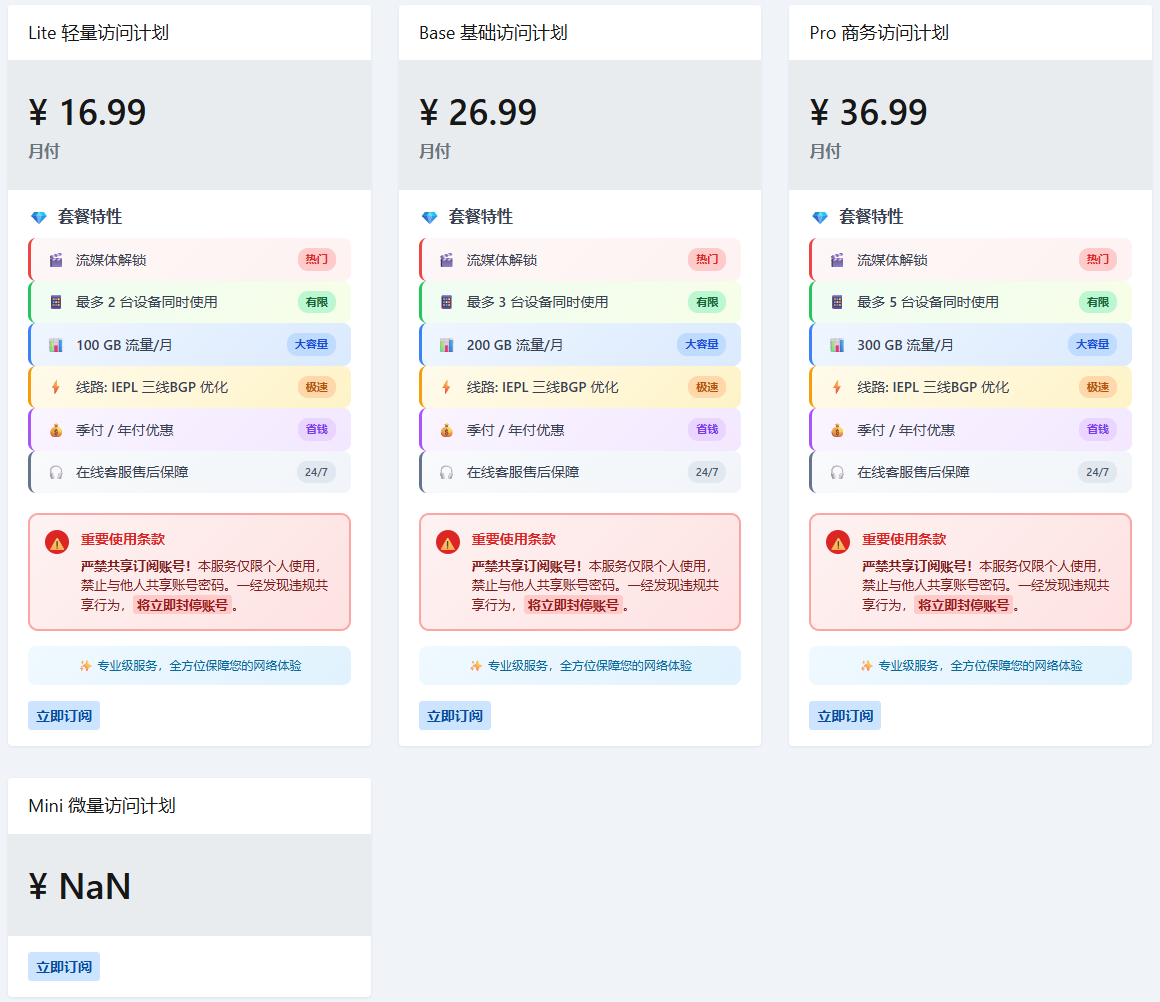 Lite 轻量访问计划
¥ 16.99
月付
套餐特性
流媒体解锁 热门
最多 2 台设备同时使用 有限
100 GB 流量/月 大容量
线路: IEPL 三线BGP 优化 极速
季付 / 年付优惠 省钱
在线客服售后保障 24/7
重要使用条款
严禁共享订阅账号！本服务仅限个人使用，
禁止与他人共享账号密码。一经发现违规共
享行为，将立即封停账号。
✨ 专业级服务，全方位保障您的网络体验
立即订阅
Base 基础访问计划
¥ 26.99
月付
套餐特性
流媒体解锁 热门
最多 3 台设备同时使用 有限
200 GB 流量/月 大容量
线路: IEPL 三线BGP 优化 极速
季付 / 年付优惠 省钱
在线客服售后保障 24/7
重要使用条款
严禁共享订阅账号！本服务仅限个人使用，
禁止与他人共享账号密码。一经发现违规共
享行为，将立即封停账号。
✨ 专业级服务，全方位保障您的网络体验
立即订阅
Pro 商务访问计划
¥ 36.99
月付
套餐特性
流媒体解锁 热门
最多 5 台设备同时使用 有限
300 GB 流量/月 大容量
线路: IEPL 三线BGP 优化 极速
季付 / 年付优惠 省钱
在线客服售后保障 24/7
重要使用条款
严禁共享订阅账号！本服务仅限个人使用，
禁止与他人共享账号密码。一经发现违规共
享行为，将立即封停账号。
✨ 专业级服务，全方位保障您的网络体验
立即订阅
Mini 微量访问计划
¥ NaN
立即订阅